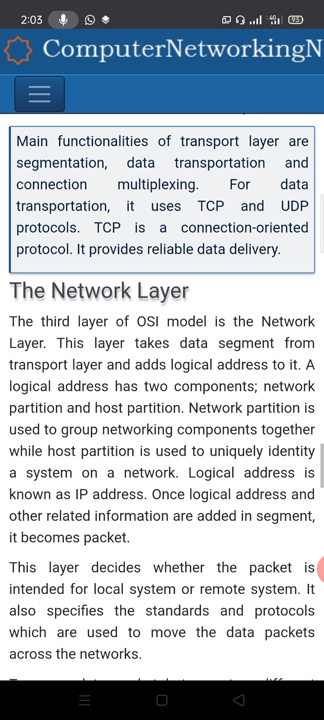 2:03
4G
93
ComputerNetworkingN
Main functionalities of transport layer are
segmentation, data transportation and
connection multiplexing. For data
transportation, it uses TCP and UDP
protocols. TCP is a connection-oriented
protocol. It provides reliable data delivery.
The Network Layer
The third layer of OSI model is the Network
Layer. This layer takes data segment from
transport layer and adds logical address to it. A
logical address has two components; network
partition and host partition. Network partition is
used to group networking components together
while host partition is used to uniquely identity
a system on a network. Logical address is
known as IP address. Once logical address and
other related information are added in segment,
it becomes packet.
This layer decides whether the packet is
intended for local system or remote system. It
also specifies the standards and protocols
which are used to move the data packets
across the networks.